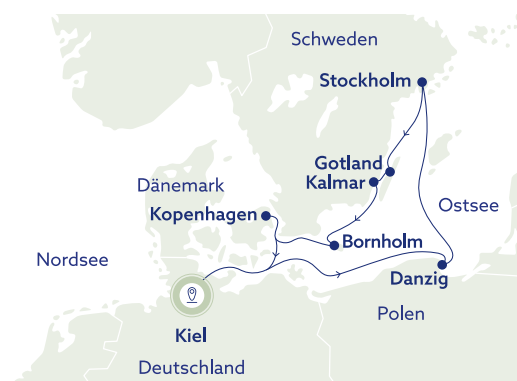 Schweden
Stockholm
Gotland
Kalmar
Dänemark
Kopenhagen
Ostsee
Bornholm
Nordsee
Danzig
Polen
Kiel
Deutschland